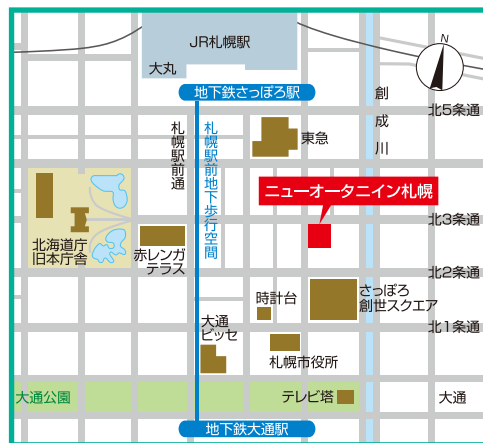 JR札幌駅
大丸
N
地下鉄さっぽろ駅
創成川
北5条通
札幌駅前通
札幌駅前地下歩行空間
東急
ニューオータニイン札幌
北3条通
北海道庁
旧本庁舎
赤レンガ
テラス
北2条通
時計台
さっぽろ
創世スクエア
大通
ビッセ
北1条通
札幌市役所
大通公園
テレビ塔
大通
地下鉄大通駅